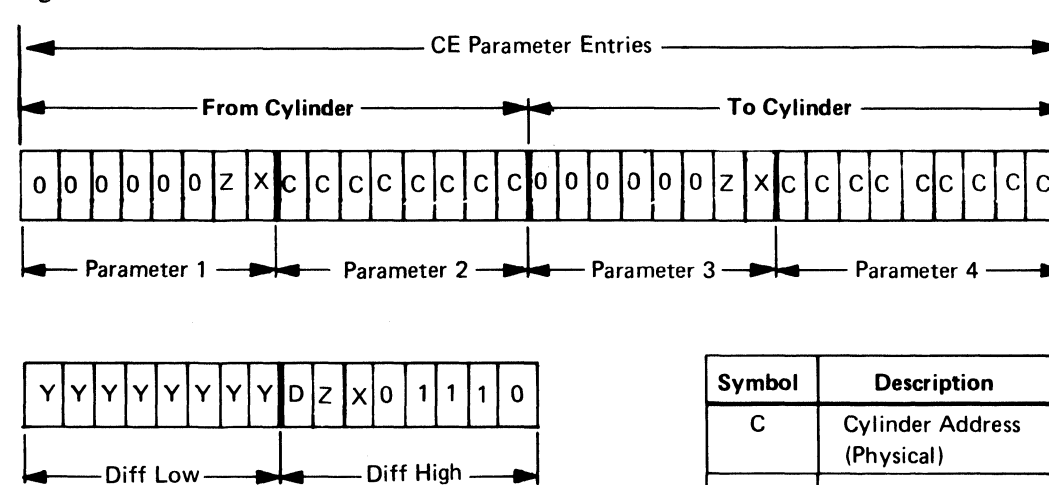 CE Parameter Entries
From Cylinder To Cylinder
0 0 0 0 0 0 Z X C C C C C C C C 0 0 0 0 0 0 Z X C C C C C C C C C
Parameter 1 Parameter 2 Parameter 3 Parameter 4
Y Y Y Y Y Y Y Y D Z X 0 1 1 1 0
Diff Low Diff High
Symbol Description
C Cylinder Address
(Physical)